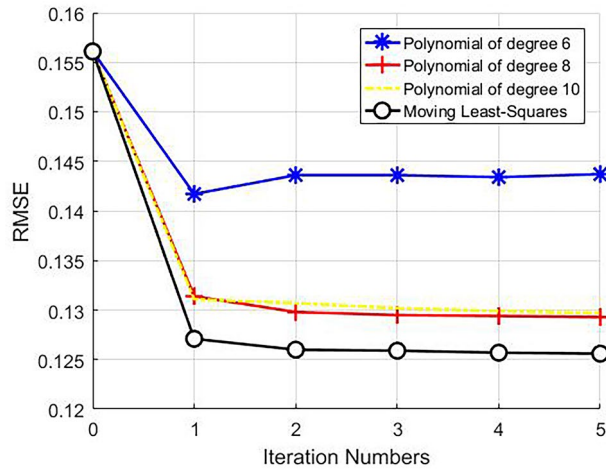 0.16
0.155
0.15
0.145
0.14
0.135
0.13
0.125
0.12
RMSE
Polynomial of degree 6
Polynomial of degree 8
Polynomial of degree 10
Moving Least-Squares
0 1 2 3 4 5
Iteration Numbers